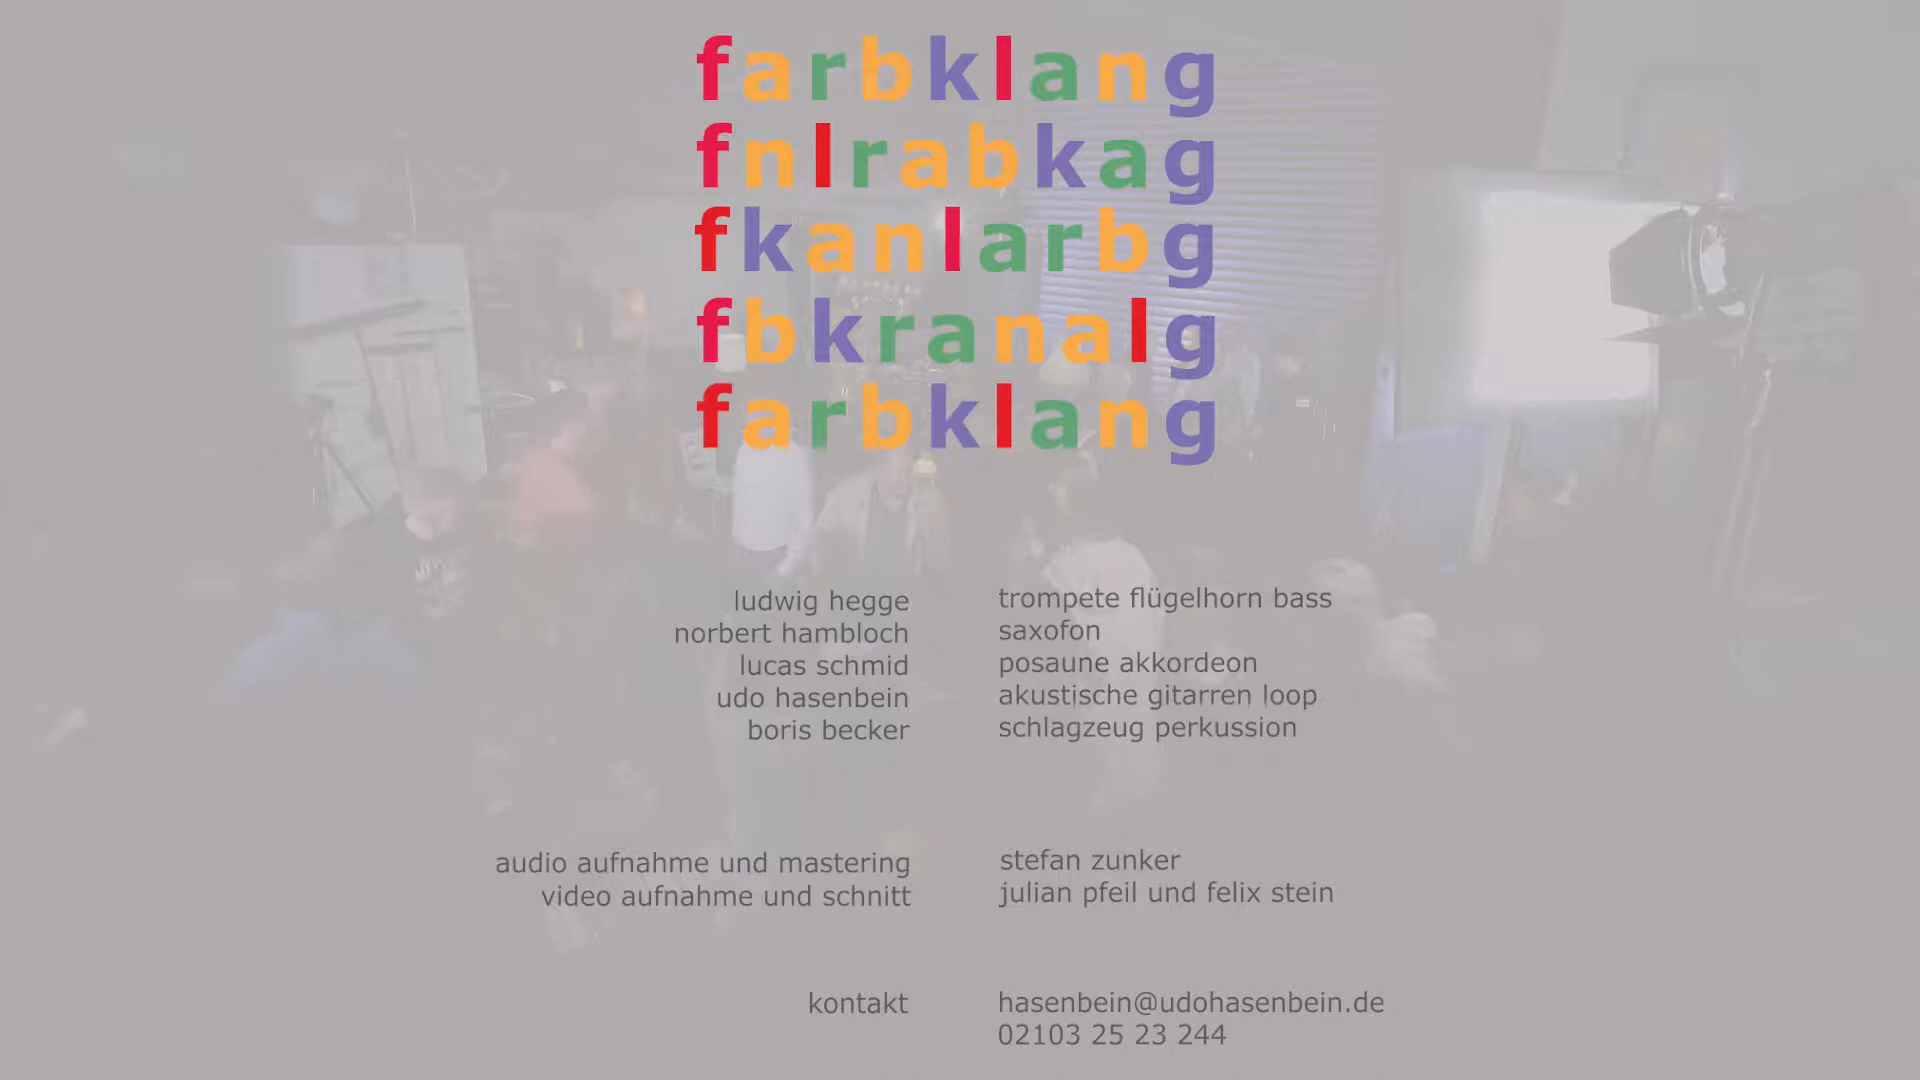 farbklang
fnlrabkag
fkanlarbg
fbkranalg
farbklang
ludwig hegge trompete flügelhorn bass
norbert hambloch saxofon
lucas schmid posaune akkordeon
udo hasenbein akustische gitarren loop
boris becker schlagzeug perkussion
audio aufnahme und mastering stefan zunker
video aufnahme und schnitt julian pfeil und felix stein
kontakt hasenbein@udohasenbein.de
02103 25 23 244